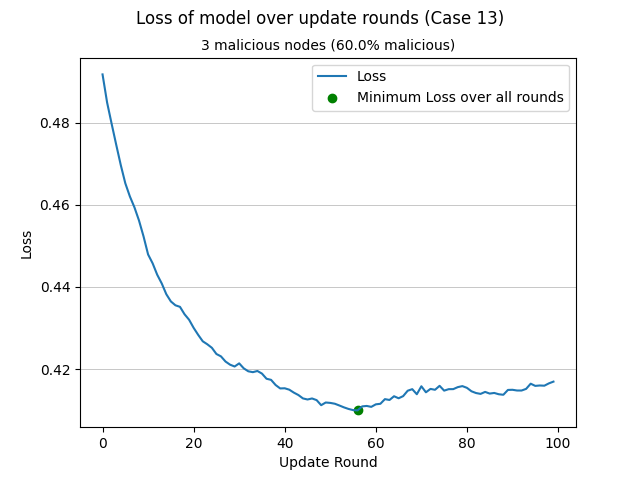 Loss of model over update rounds (Case 13)
3 malicious nodes (60.0% malicious)
Loss
Minimum Loss over all rounds
0.48
0.46
0.44
0.42
Loss
0 20 40 60 80 100
Update Round